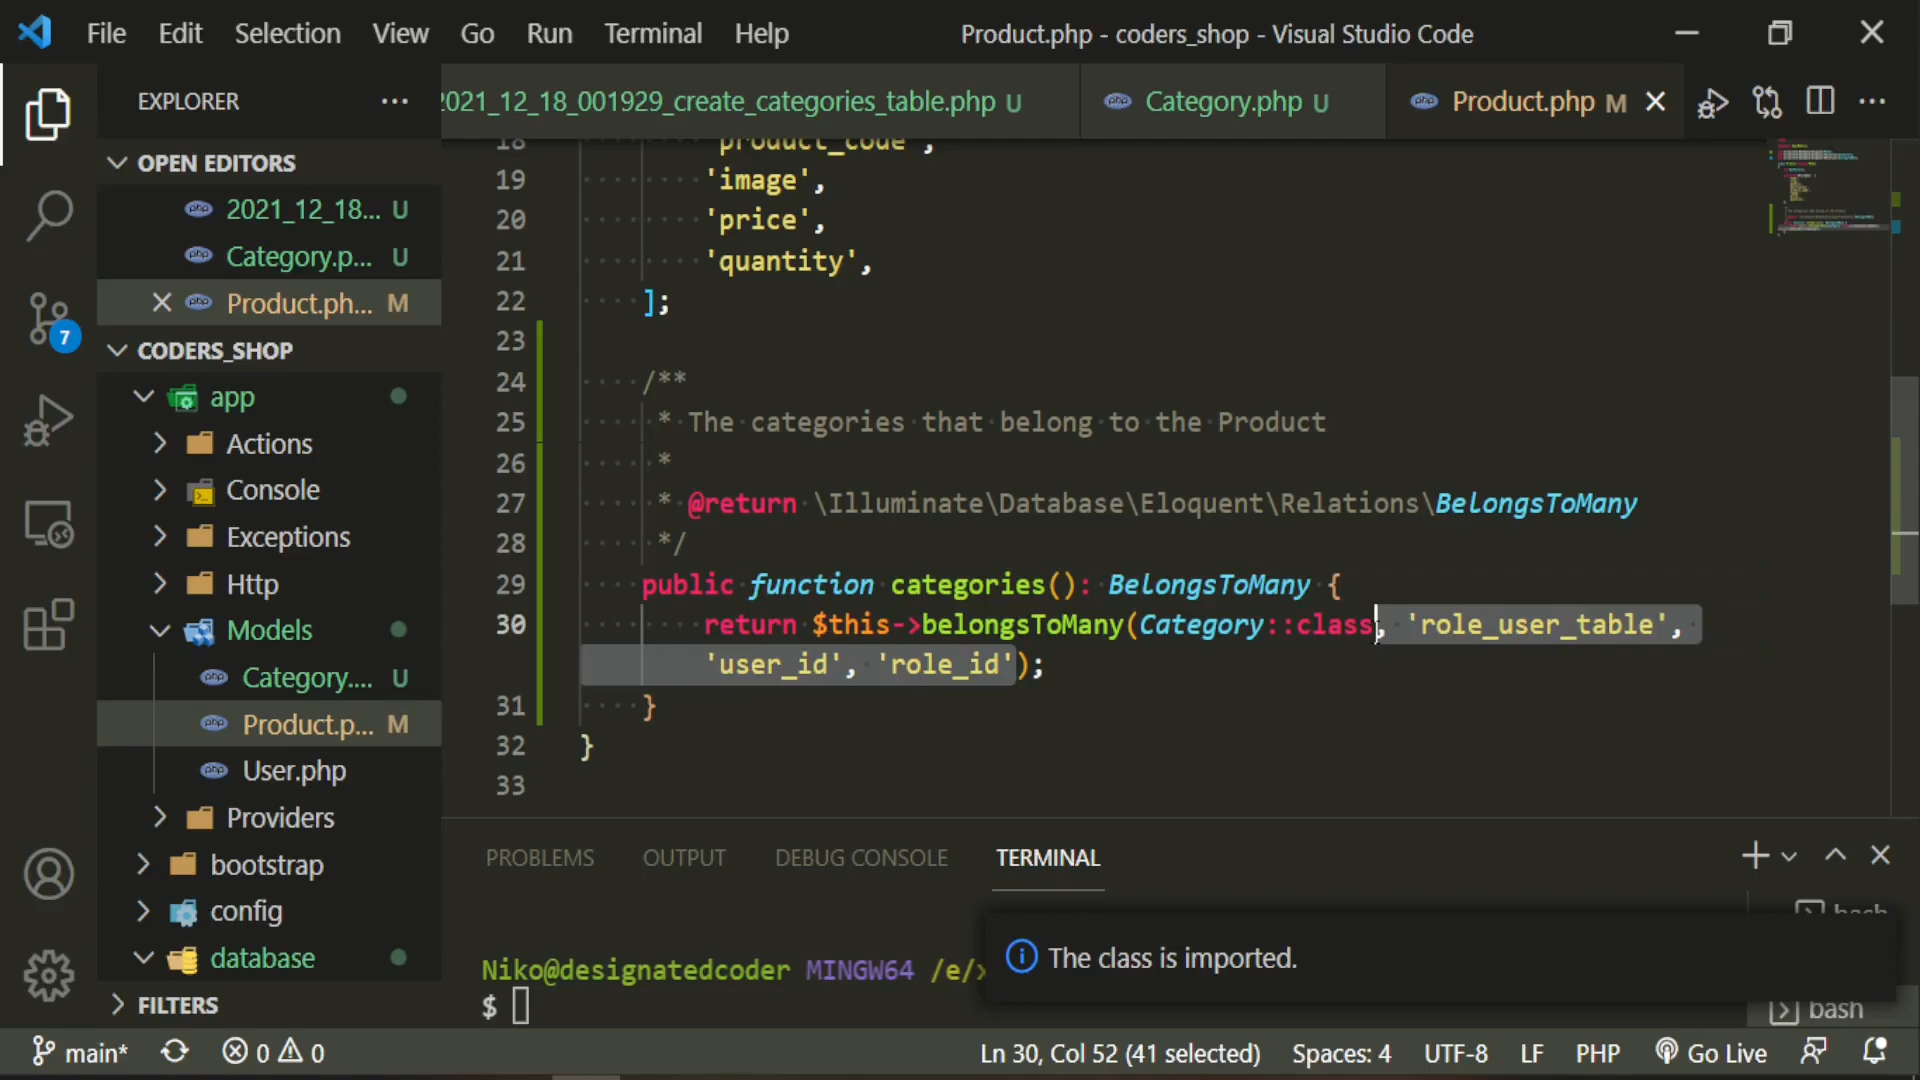 File Edit Selection View Go Run Terminal Help Product.php - coders_shop - Visual Studio Code
EXPLORER ...
2021_12_18_001929_create_categories_table.php U
Category.php U
Product.php M
OPEN EDITORS
2021_12_18... U
Category.p... U
Product.ph... M
CODERS_SHOP
app
Actions
Console
Exceptions
Http
Models
Category.... U
Product.p... M
User.php
Providers
bootstrap
config
database
FILTERS
7
18 'product_code',
19 'image',
20 'price',
21 'quantity',
22 ];
23
24 /**
25 * The categories that belong to the Product
26 *
27 * @return \Illuminate\Database\Eloquent\Relations\BelongsToMany
28 */
29 public function categories(): BelongsToMany {
30 return $this->belongsToMany(Category::class, 'role_user_table',
'user_id', 'role_id');
31 }
32 }
33
PROBLEMS OUTPUT DEBUG CONSOLE TERMINAL
bash
Niko@designatedcoder MINGW64 /e/x
$
The class is imported.
bash
main* 0 0 Ln 30, Col 52 (41 selected) Spaces: 4 UTF-8 LF PHP Go Live